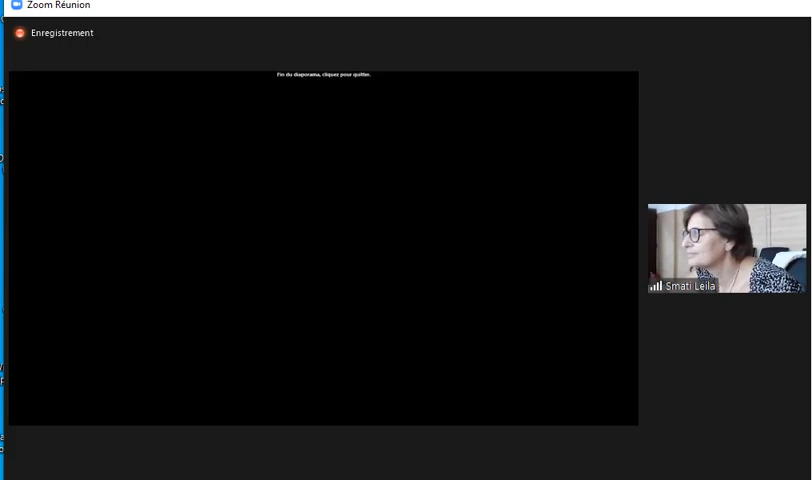 Zoom Réunion
Enregistrement
Fin du diaporama, cliquez pour quitter.
Smati Leila